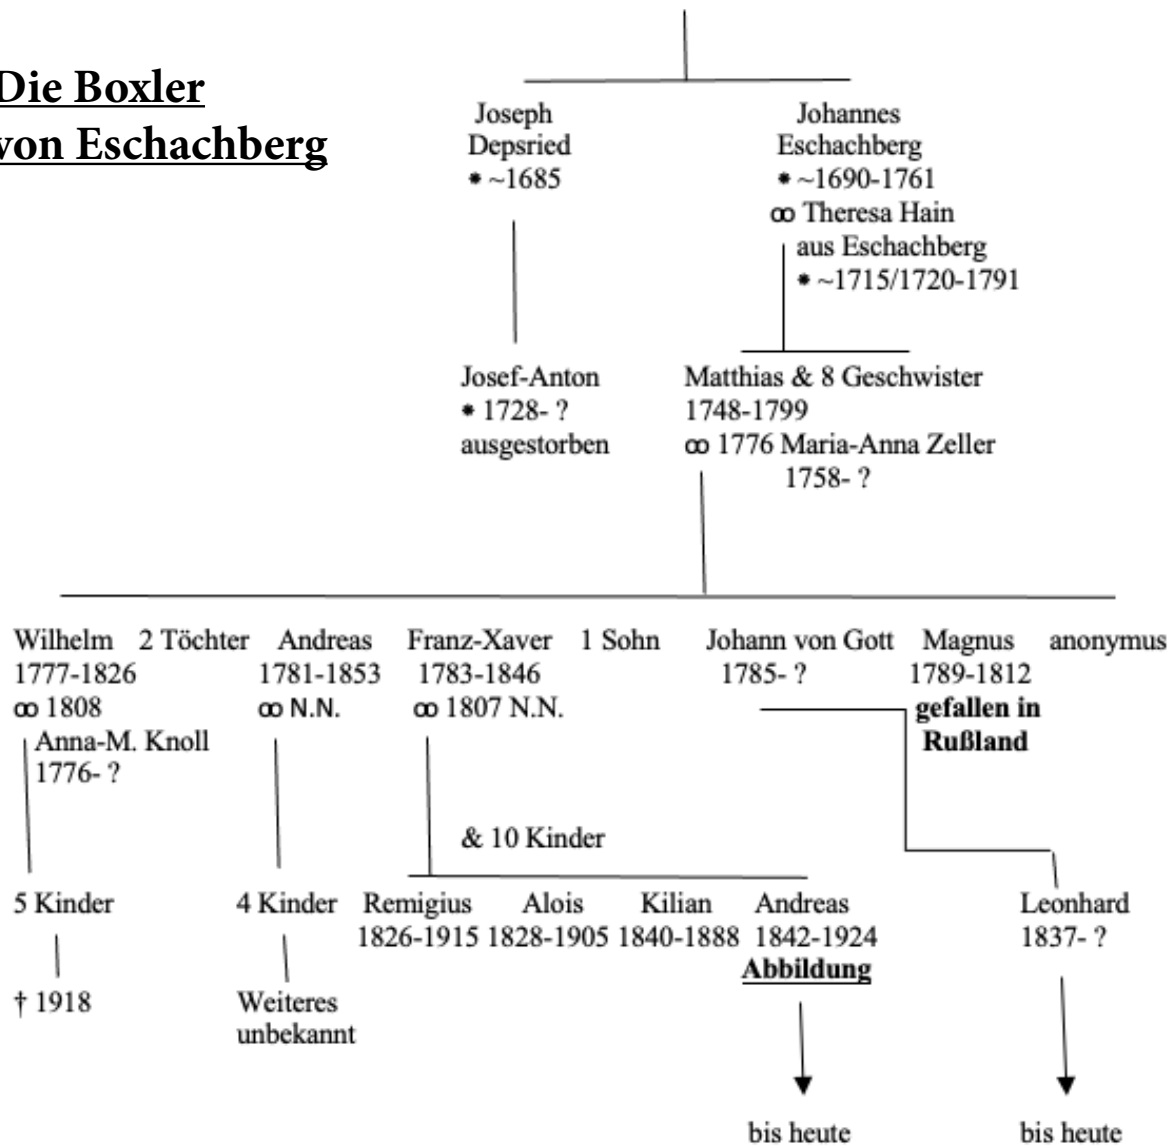 Die Boxler
von Eschachberg
Joseph
Depsried
* ~1685
Johannes
Eschachberg
* ~1690-1761
ꝏ Theresa Hain
aus Eschachberg
* ~1715/1720-1791
Josef-Anton
* 1728- ?
ausgestorben
Matthias & 8 Geschwister
1748-1799
ꝏ 1776 Maria-Anna Zeller
1758- ?
Wilhelm
1777-1826
ꝏ 1808
Anna-M. Knoll
1776- ?
2 Töchter
Andreas
1781-1853
ꝏ N.N.
Franz-Xaver
1783-1846
ꝏ 1807 N.N.
1 Sohn
Johann von Gott
1785- ?
Magnus
1789-1812
gefallen in
Rußland
anonymus
& 10 Kinder
5 Kinder
† 1918
4 Kinder
Weiteres
unbekannt
Remigius
1826-1915
Alois
1828-1905
Kilian
1840-1888
Andreas
1842-1924
Abbildung
bis heute
Leonhard
1837- ?
bis heute